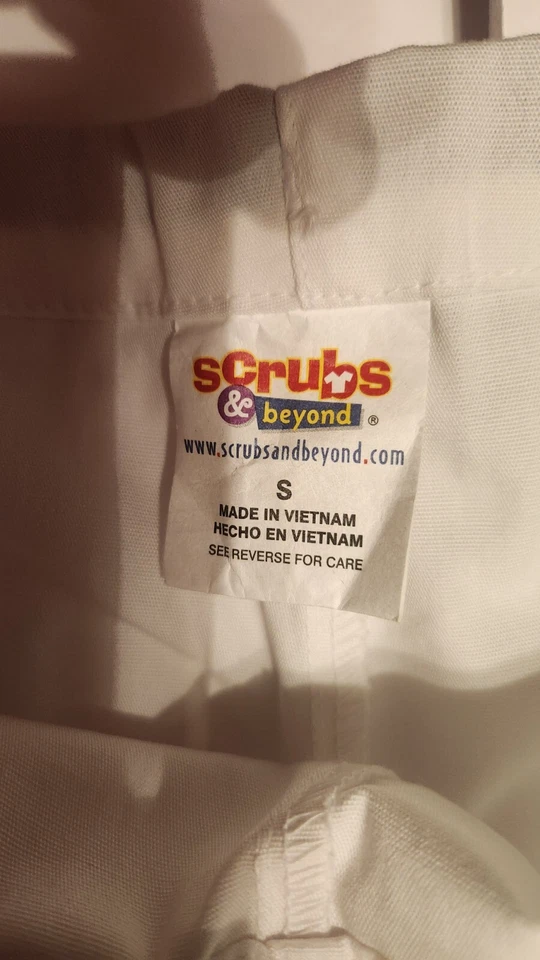 scrubs
& beyond ®
www.scrubsandbeyond.com
S
MADE IN VIETNAM
HECHO EN VIETNAM
SEE REVERSE FOR CARE